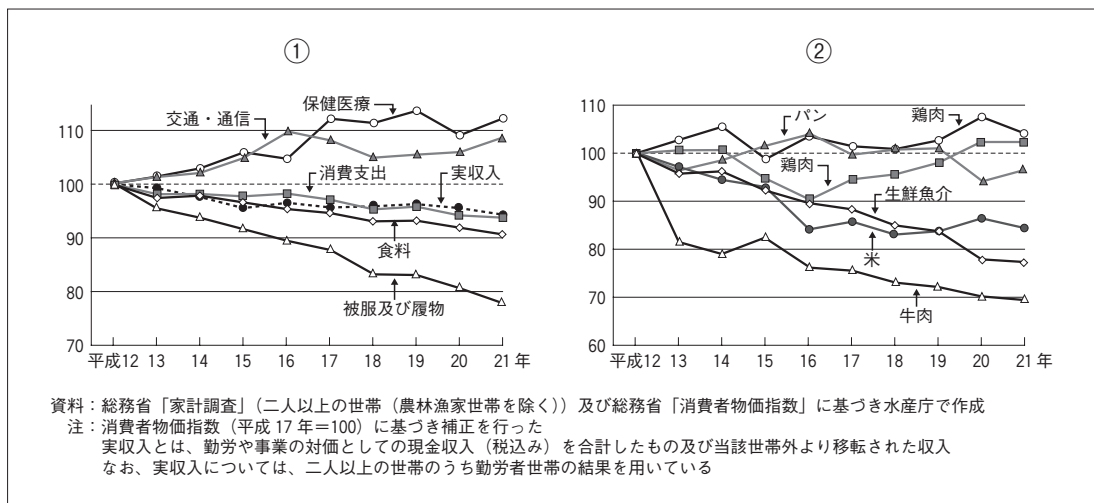 ①
②
保健医療
交通・通信
110
消費支出
実収入
100
90
食料
80
被服及び履物
70
平成12 13 14 15 16 17 18 19 20 21 年
110
パン
鶏肉
100
鶏肉
生鮮魚介
90
80
米
70
牛肉
60
平成12 13 14 15 16 17 18 19 20 21 年
資料：総務省「家計調査」（二人以上の世帯（農林漁家世帯を除く））及び総務省「消費者物価指数」に基づき水産庁で作成
注：消費者物価指数（平成 17 年＝100）に基づき補正を行った
実収入とは、勤労や事業の対価としての現金収入（税込み）を合計したもの及び当該世帯外より移転された収入
なお、実収入については、二人以上の世帯のうち勤労者世帯の結果を用いている